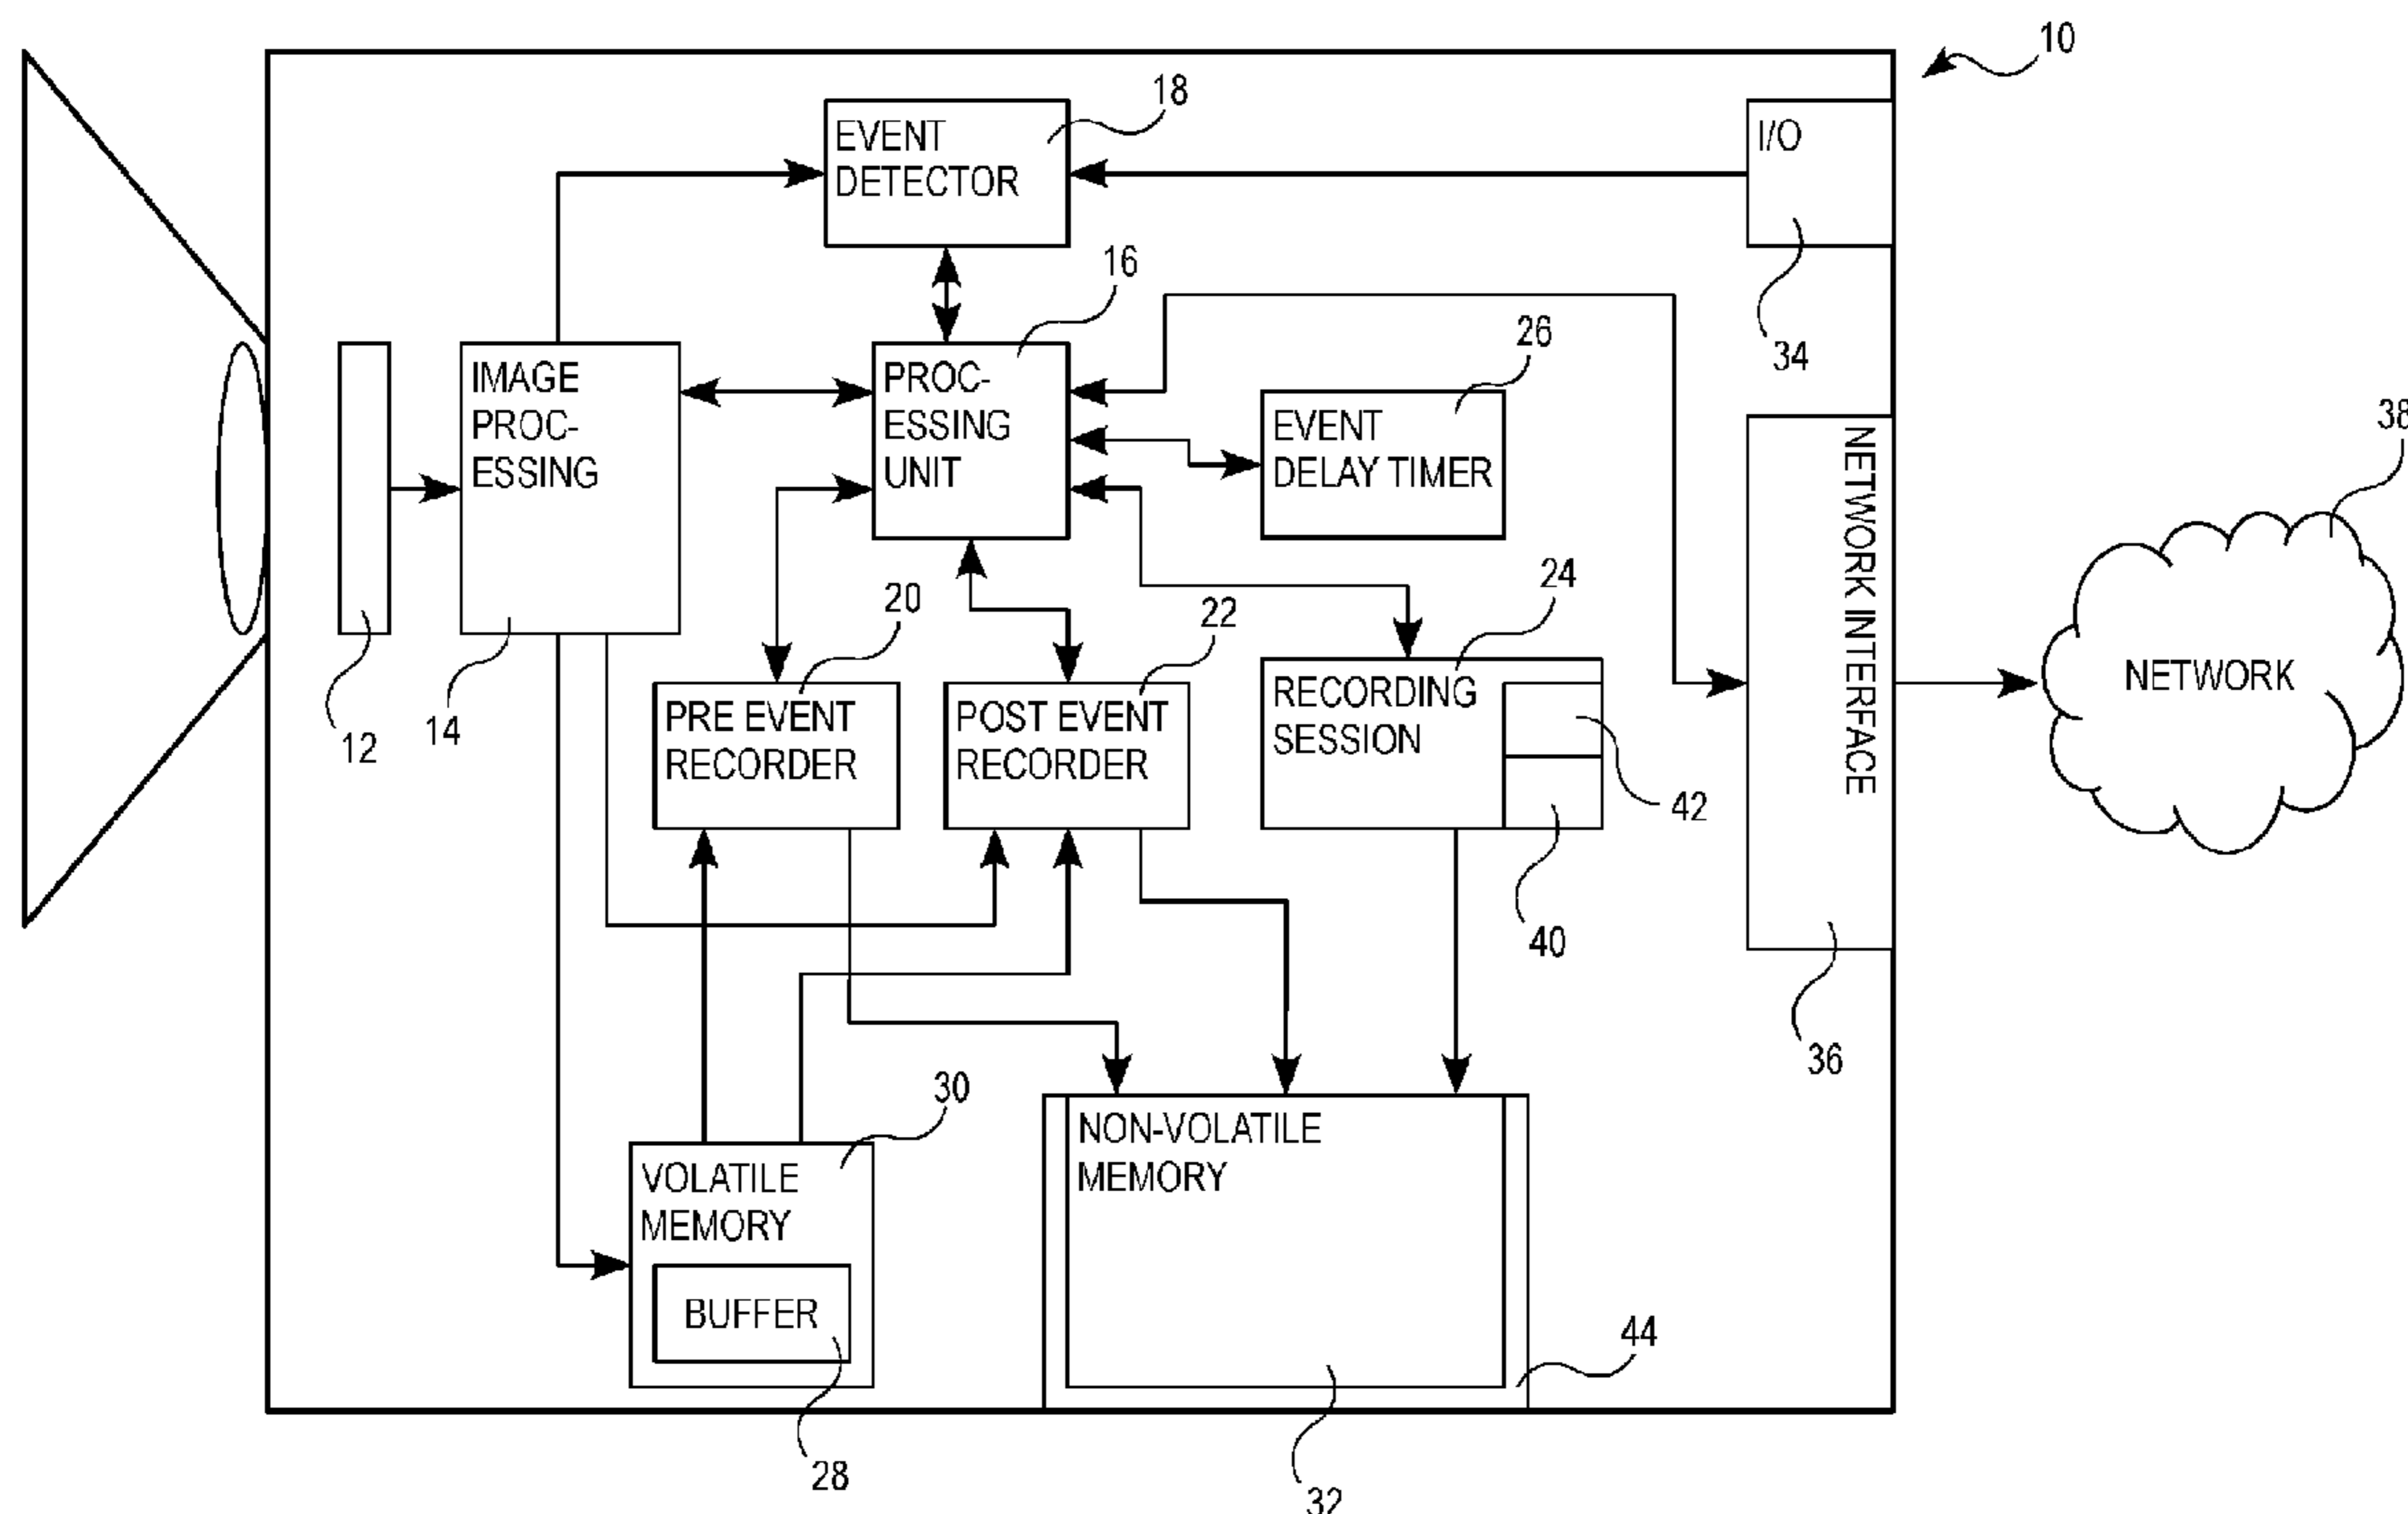 10
18
EVENT
DETECTOR
I/O
34
16
26
IMAGE
PROC-
ESSING
PROC-
ESSING
UNIT
EVENT
DELAY TIMER
38
NETWORK INTERFACE
NETWORK
12
14
20
22
24
PRE EVENT
RECORDER
POST EVENT
RECORDER
RECORDING
SESSION
42
40
36
30
VOLATILE
MEMORY
BUFFER
NON-VOLATILE
MEMORY
44
28
32